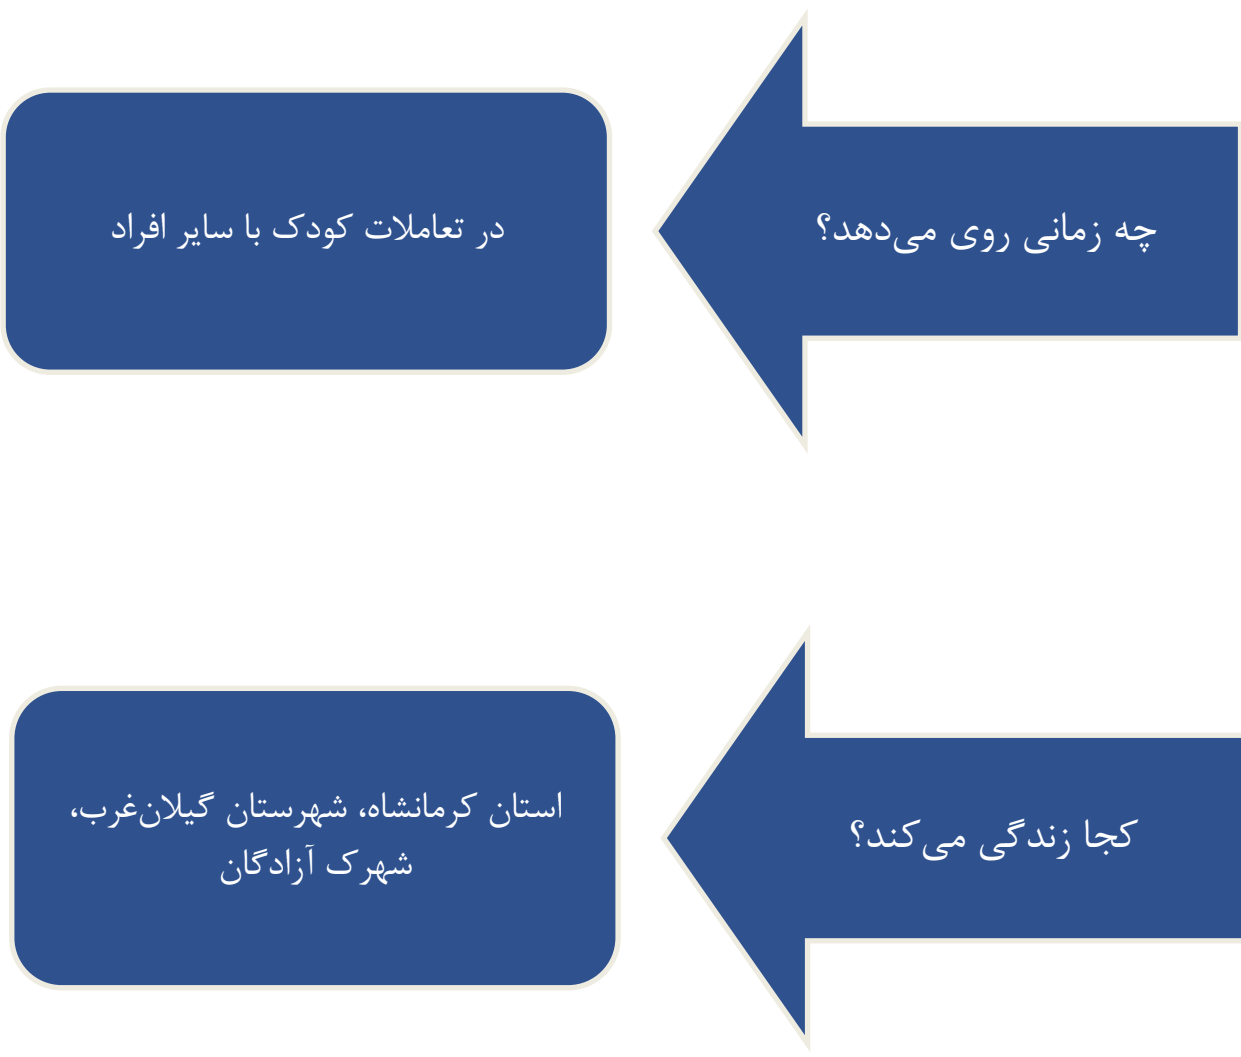 چه زمانی روی می‌دهد؟
در تعاملات کودک با سایر افراد
کجا زندگی می‌کند؟
استان کرمانشاه، شهرستان گیلان‌غرب،
شهرک آزادگان